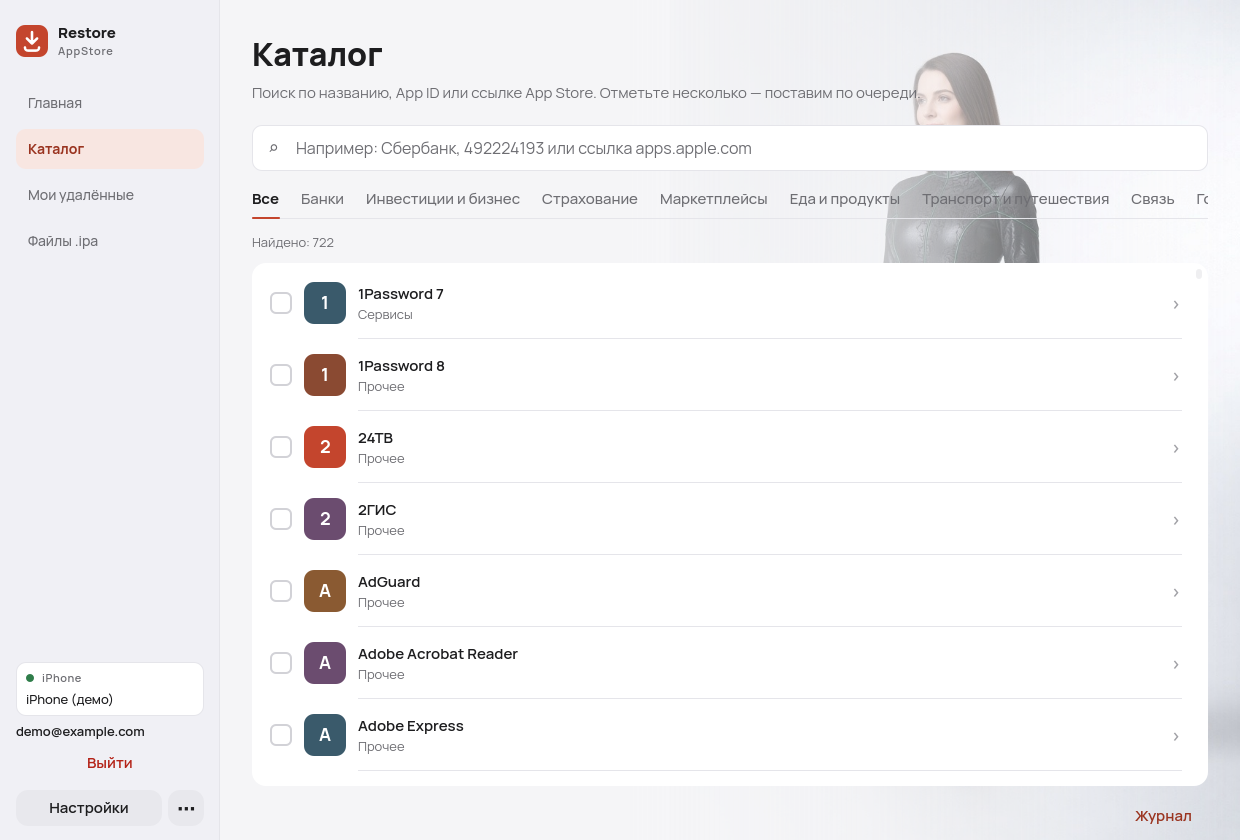 Restore
AppStore
Главная
Каталог
Мои удалённые
Файлы .ipa
iPhone
iPhone (демо)
demo@example.com
Выйти
Настройки
Каталог
Поиск по названию, App ID или ссылке App Store. Отметьте несколько — поставим по очереди.
Например: Сбербанк, 492224193 или ссылка apps.apple.com
Все Банки Инвестиции и бизнес Страхование Маркетплейсы Еда и продукты Транспорт и путешествия Связь
Найдено: 722
1 1Password 7
Сервисы
1 1Password 8
Прочее
2 24ТВ
Прочее
2 2ГИС
Прочее
A AdGuard
Прочее
A Adobe Acrobat Reader
Прочее
A Adobe Express
Прочее
Журнал